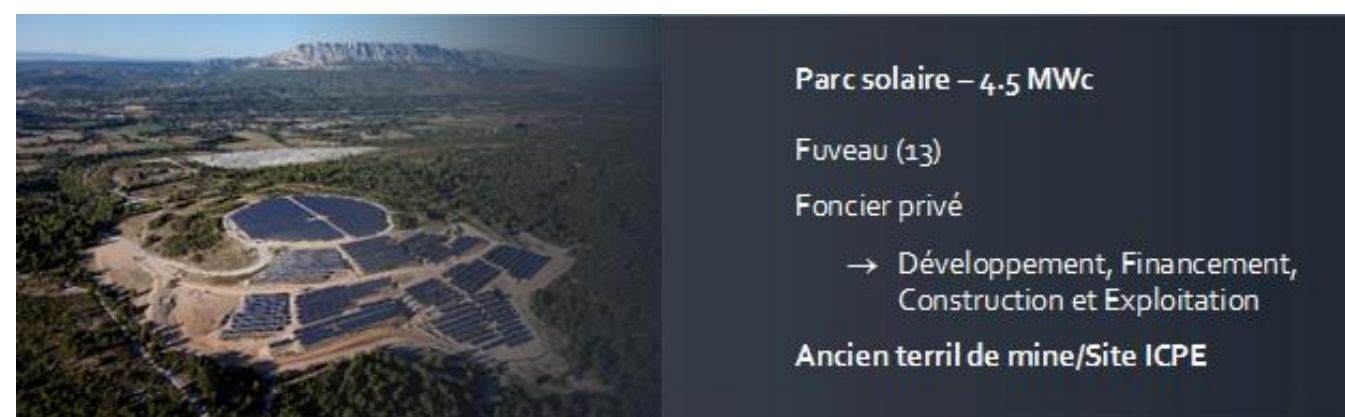 Parc solaire – 4.5 MWc
Fuveau (13)
Foncier privé
→ Développement, Financement,
Construction et Exploitation
Ancien terril de mine/Site ICPE